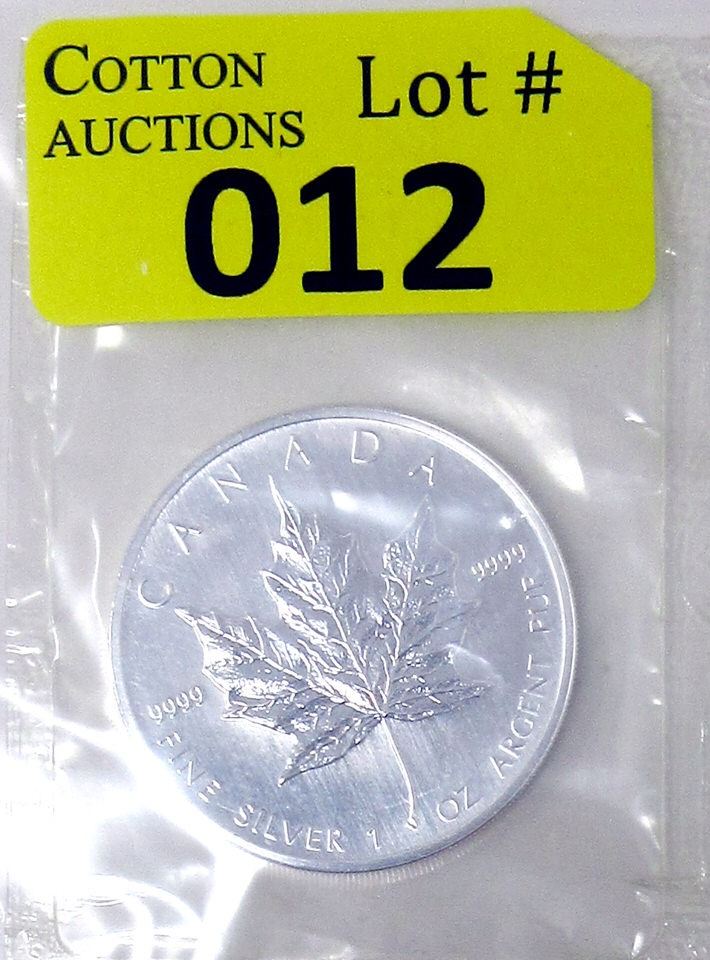 COTTON
AUCTIONS
Lot #
012
CANADA
9999
9999
FINE SILVER 1 OZ ARGENT PUR